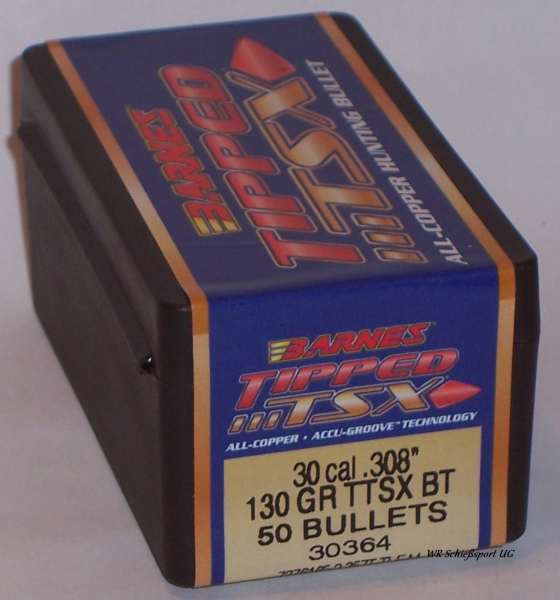 BARNES
TIPPED
TSX
ALL-COPPER HUNTING BULLET
BARNES
TIPPED
TSX
ALL-COPPER • ACCU-GROOVE™ TECHNOLOGY
30 cal .308"
130 GR TTSX BT
50 BULLETS
30364
WR Schießsport UG